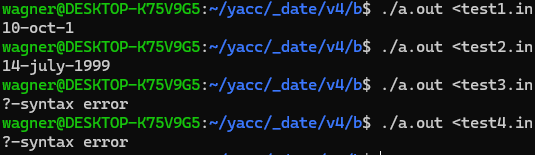 wagner@DESKTOP-K75V9G5:~/yacc/_date/v4/b$ ./a.out <test1.in
10-oct-1
wagner@DESKTOP-K75V9G5:~/yacc/_date/v4/b$ ./a.out <test2.in
14-july-1999
wagner@DESKTOP-K75V9G5:~/yacc/_date/v4/b$ ./a.out <test3.in
?-syntax error
wagner@DESKTOP-K75V9G5:~/yacc/_date/v4/b$ ./a.out <test4.in
?-syntax error